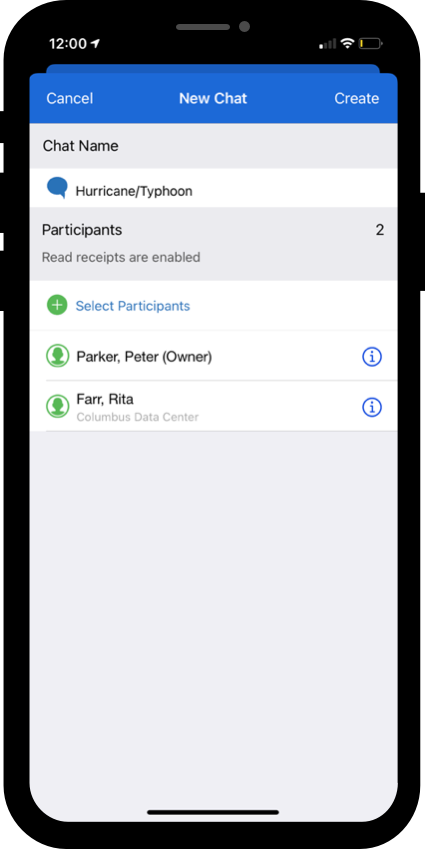 12:00
Cancel New Chat Create
Chat Name
Hurricane/Typhoon
Participants 2
Read receipts are enabled
Select Participants
Parker, Peter (Owner)
Farr, Rita
Columbus Data Center